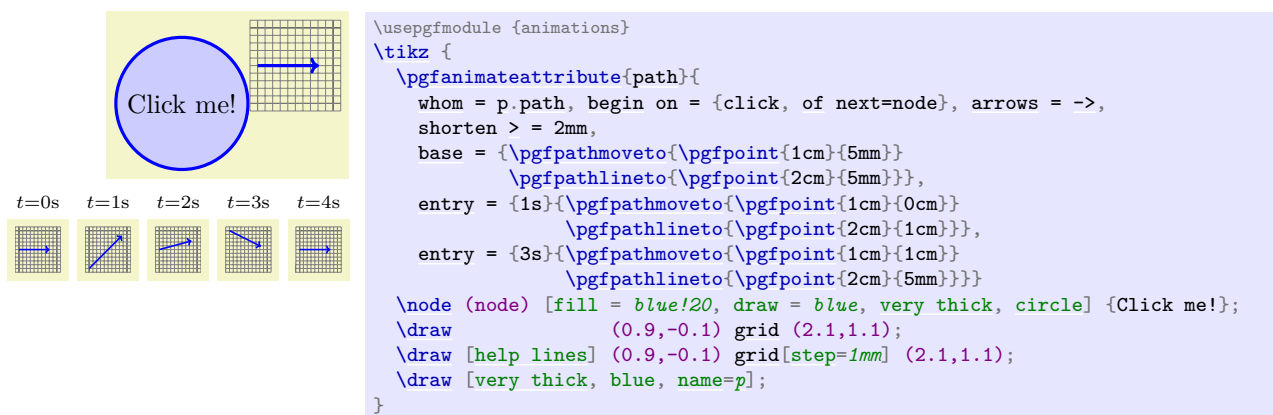 Click me!
t=0s t=1s t=2s t=3s t=4s
\usepgfmodule {animations}
\tikz {
  \pgfanimateattribute{path}{
    whom = p.path, begin on = {click, of next=node}, arrows = ->,
    shorten > = 2mm,
    base = {\pgfpathmoveto{\pgfpoint{1cm}{5mm}}
            \pgfpathlineto{\pgfpoint{2cm}{5mm}}},
    entry = {1s}{\pgfpathmoveto{\pgfpoint{1cm}{0cm}}
                 \pgfpathlineto{\pgfpoint{2cm}{1cm}}},
    entry = {3s}{\pgfpathmoveto{\pgfpoint{1cm}{1cm}}
                 \pgfpathlineto{\pgfpoint{2cm}{5mm}}}}
  \node (node) [fill = blue!20, draw = blue, very thick, circle] {Click me!};
  \draw              (0.9,-0.1) grid (2.1,1.1);
  \draw [help lines] (0.9,-0.1) grid[step=1mm] (2.1,1.1);
  \draw [very thick, blue, name=p];
}